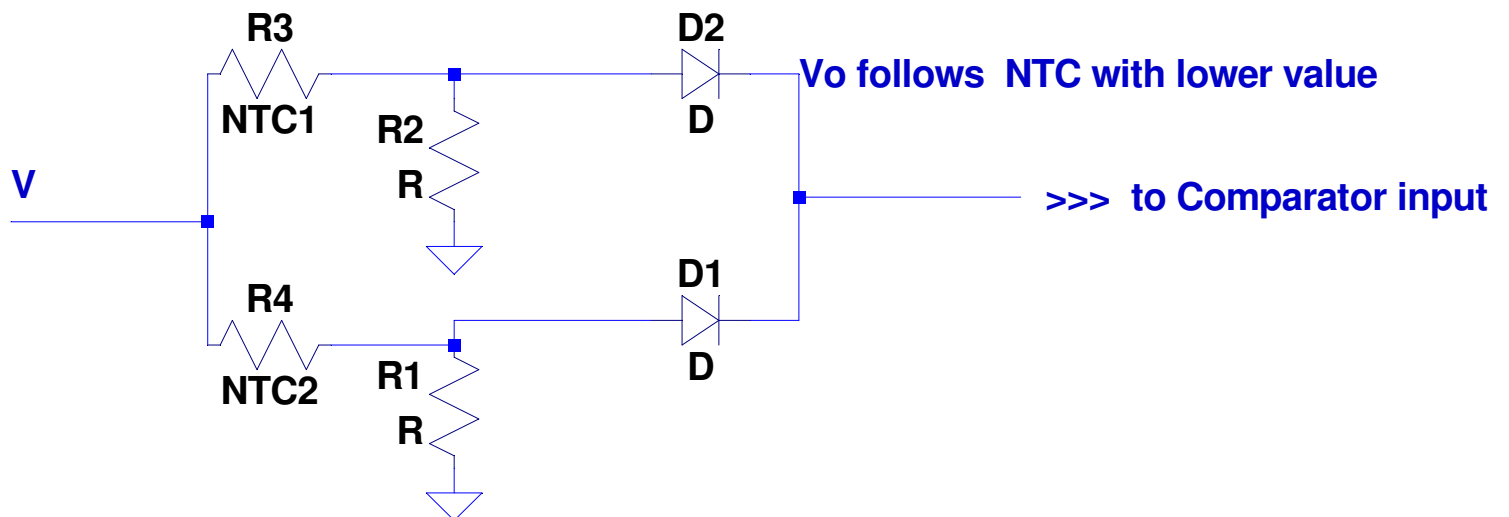 R3
D2
Vo follows NTC with lower value
NTC1
D
R2
R
V
>>> to Comparator input
R4
D1
NTC2
R1
D
R